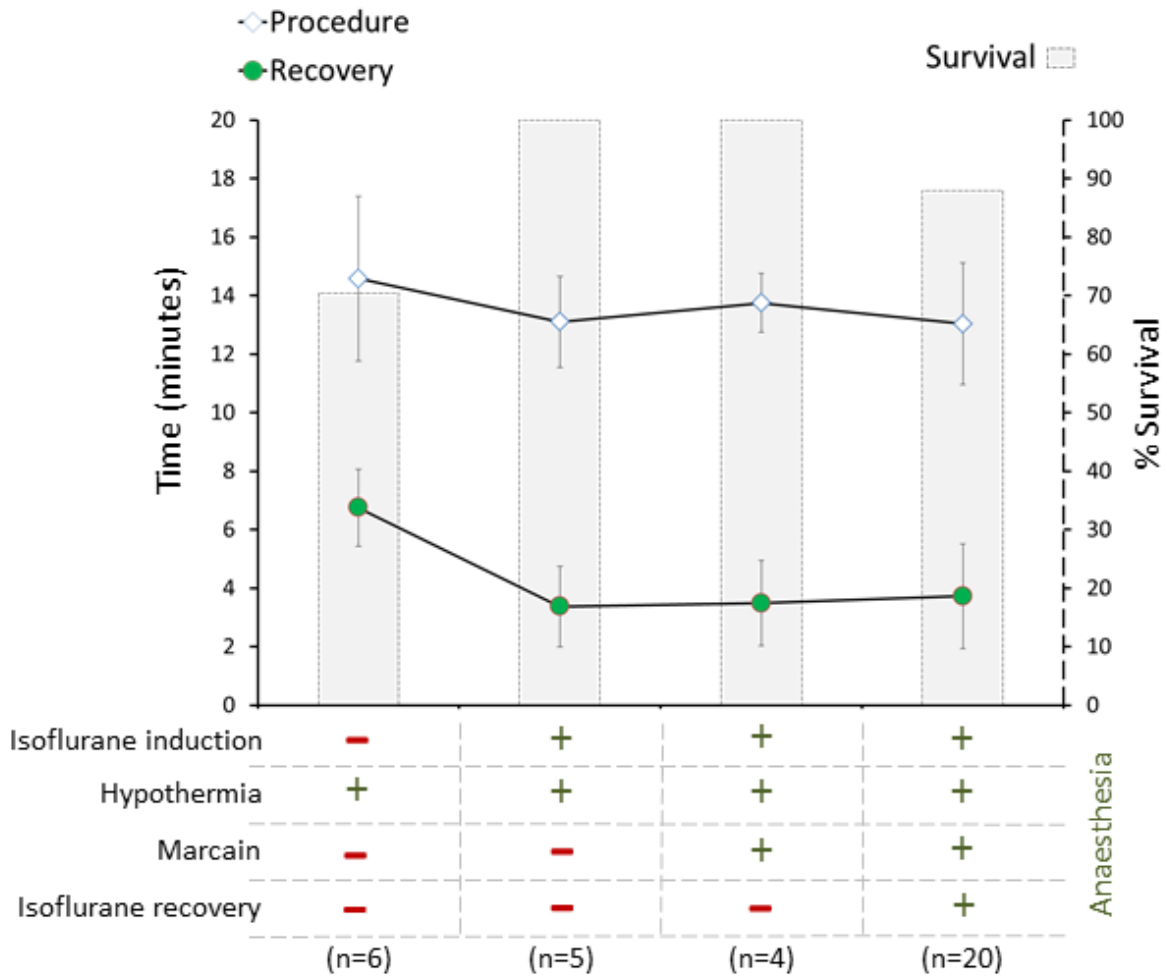 Procedure
Recovery
Survival
20
18
16
14
12
10
8
6
4
2
0
Time (minutes)
100
90
80
70
60
50
40
30
20
10
0
% Survival
Isoflurane induction - + + +
Hypothermia + + + +
Marcain - - + +
Isoflurane recovery - - - +
Anaesthesia
(n=6) (n=5) (n=4) (n=20)